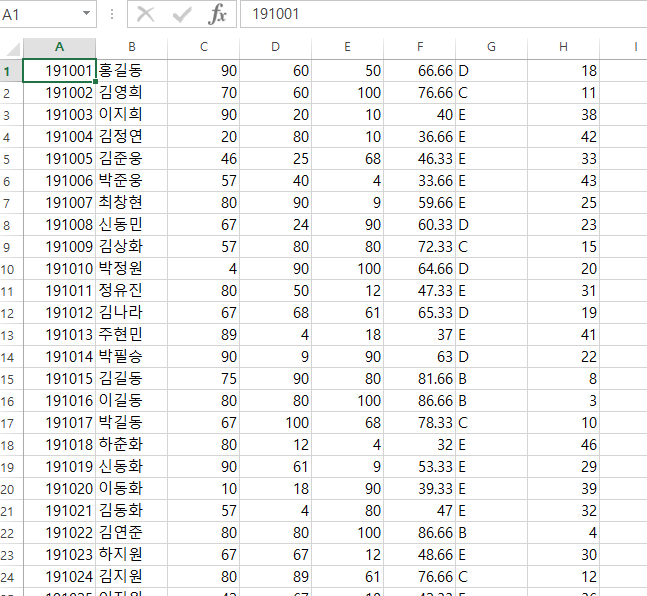 A1 fx 191001
A B C D E F G H I
1 191001 홍길동 90 60 50 66.66 D 18
2 191002 김영희 70 60 100 76.66 C 11
3 191003 이지희 90 20 10 40 E 38
4 191004 김정연 20 80 10 36.66 E 42
5 191005 김준웅 46 25 68 46.33 E 33
6 191006 박준웅 57 40 4 33.66 E 43
7 191007 최창현 80 90 9 59.66 E 25
8 191008 신동민 67 24 90 60.33 D 23
9 191009 김상화 57 80 80 72.33 C 15
10 191010 박정원 4 90 100 64.66 D 20
11 191011 정유진 80 50 12 47.33 E 31
12 191012 김나라 67 68 61 65.33 D 19
13 191013 주현민 89 4 18 37 E 41
14 191014 박필승 90 9 90 63 D 22
15 191015 김길동 75 90 80 81.66 B 8
16 191016 이길동 80 80 100 86.66 B 3
17 191017 박길동 67 100 68 78.33 C 10
18 191018 하춘화 80 12 4 32 E 46
19 191019 신동화 90 61 9 53.33 E 29
20 191020 이동화 10 18 90 39.33 E 39
21 191021 김동화 57 4 80 47 E 32
22 191022 김연준 80 80 100 86.66 B 4
23 191023 하지원 67 67 12 48.66 E 30
24 191024 김지원 80 89 61 76.66 C 12